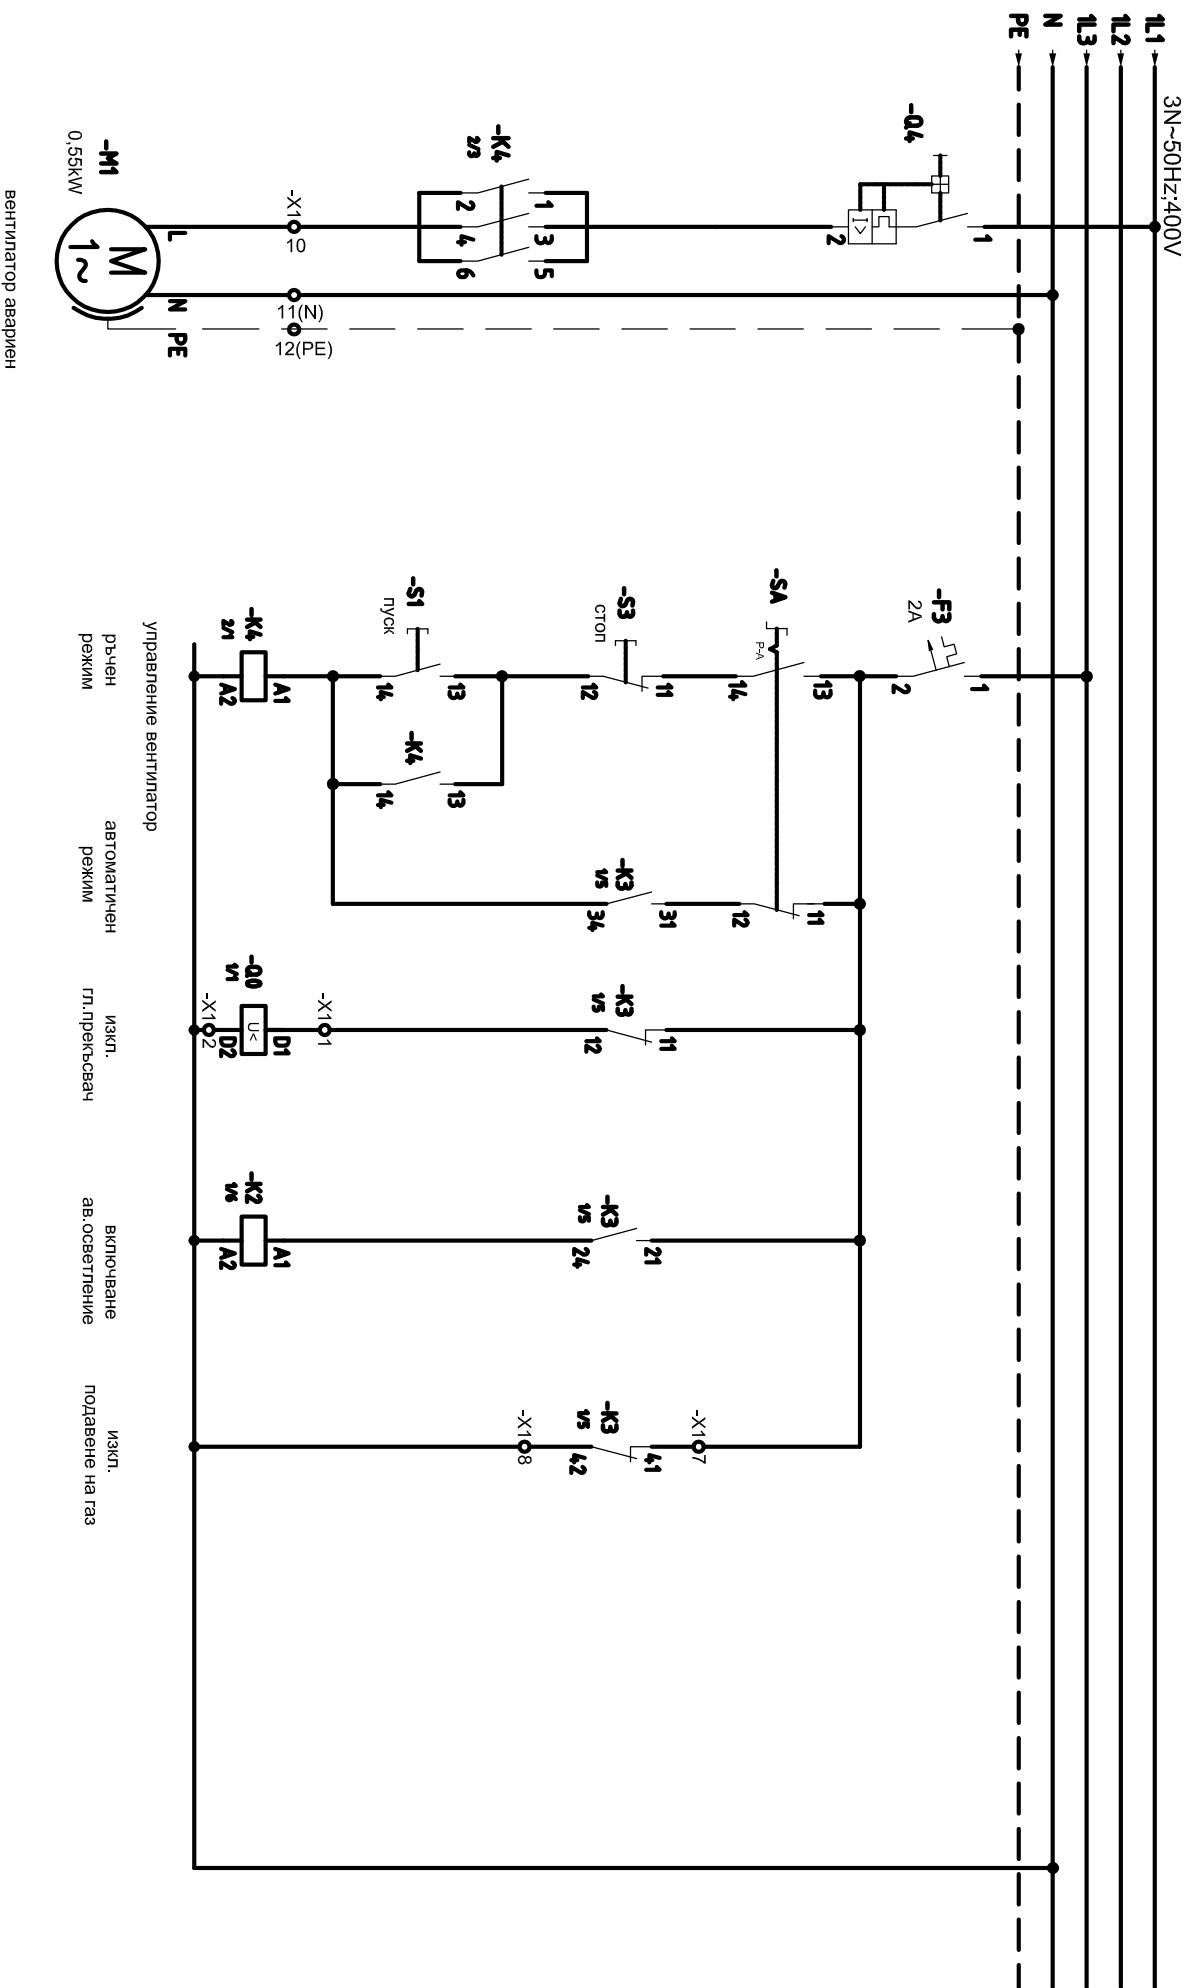 3N~50Hz;400V
1L1
1L2
1L3
N
PE
-Q4
1
2
I>
-K4
2/3
1
3
5
2
4
6
-X1
10
11(N)
12(PE)
L
N
PE
-M1
0,55kW
M
1~
вентилатор авариен
-F3
2A
1
2
-SA
P-A
13
14
11
12
-S3
стоп
11
12
-S1
пуск
13
14
-K4
13
14
-K4
2/1
A1
A2
-K3
1/5
31
34
-K3
1/5
11
12
-X1
1
-Q0
1/1
U<
D1
D2
-X1
2
-K3
1/5
21
24
-K2
1/6
A1
A2
-X1
7
-K3
1/5
41
42
-X1
8
управление вентилатор
ръчен
режим
автоматичен
режим
изкл.
гл.прекъсвач
включване
ав.осветление
изкл.
подавене на газ